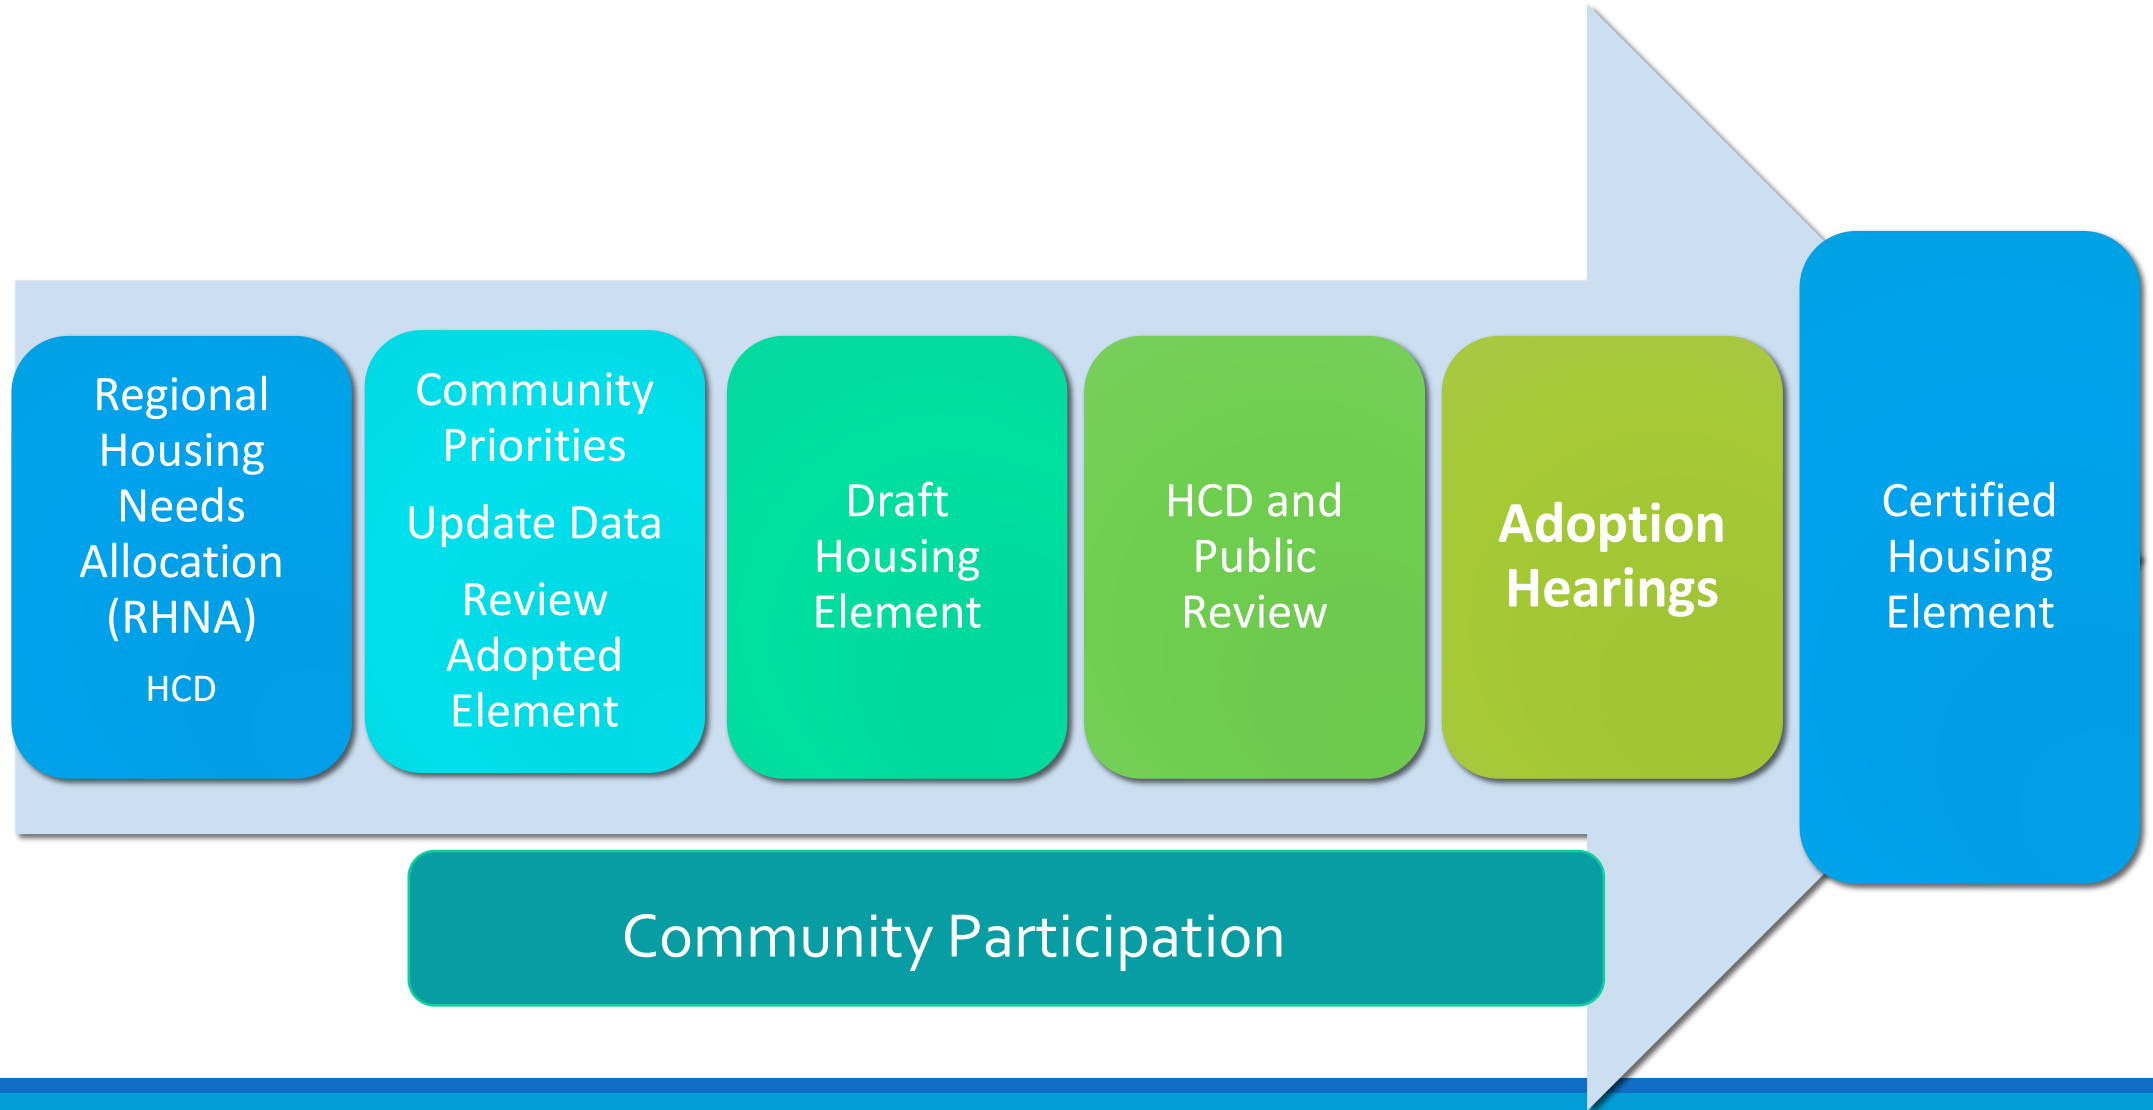 Regional
Housing
Needs
Allocation
(RHNA)
HCD
Community
Priorities
Update Data
Review
Adopted
Element
Draft
Housing
Element
HCD and
Public
Review
Adoption
Hearings
Certified
Housing
Element
Community Participation